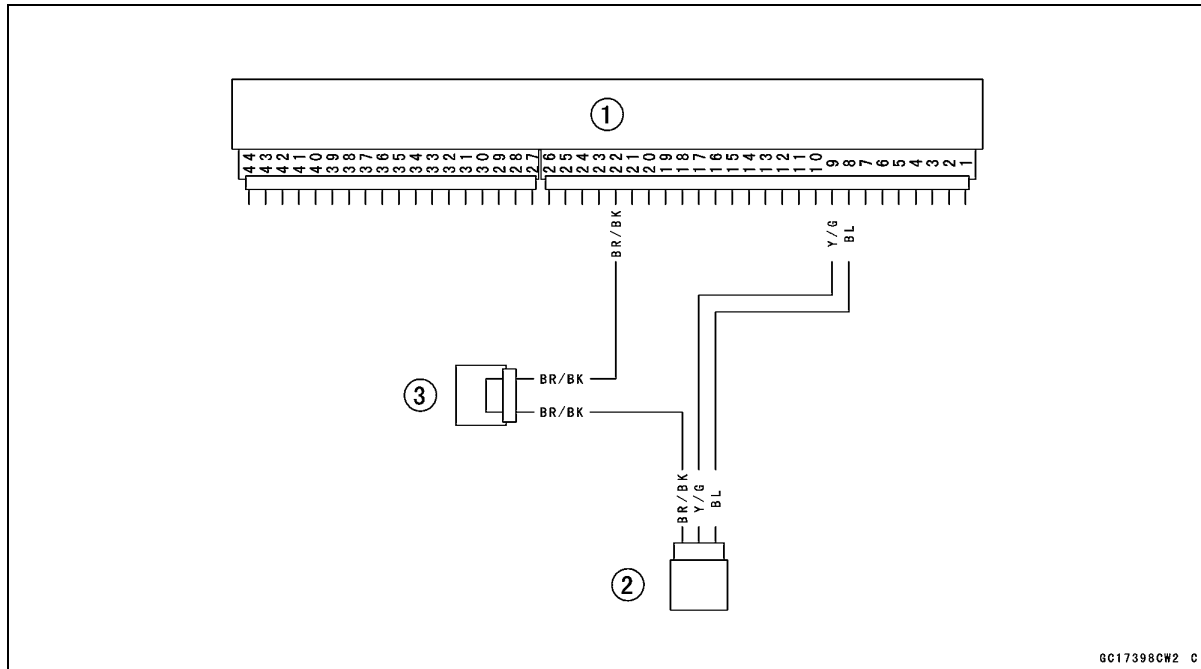 ①
44 43 42 41 40 39 38 37 36 35 34 33 32 31 30 29 28 27 26 25 24 23 22 21 20 19 18 17 16 15 14 13 12 11 10 9 8 7 6 5 4 3 2 1
BR/BK
Y/G
BL
③
BR/BK
BR/BK
BR/BK
Y/G
BL
②
GC17398CW2 C